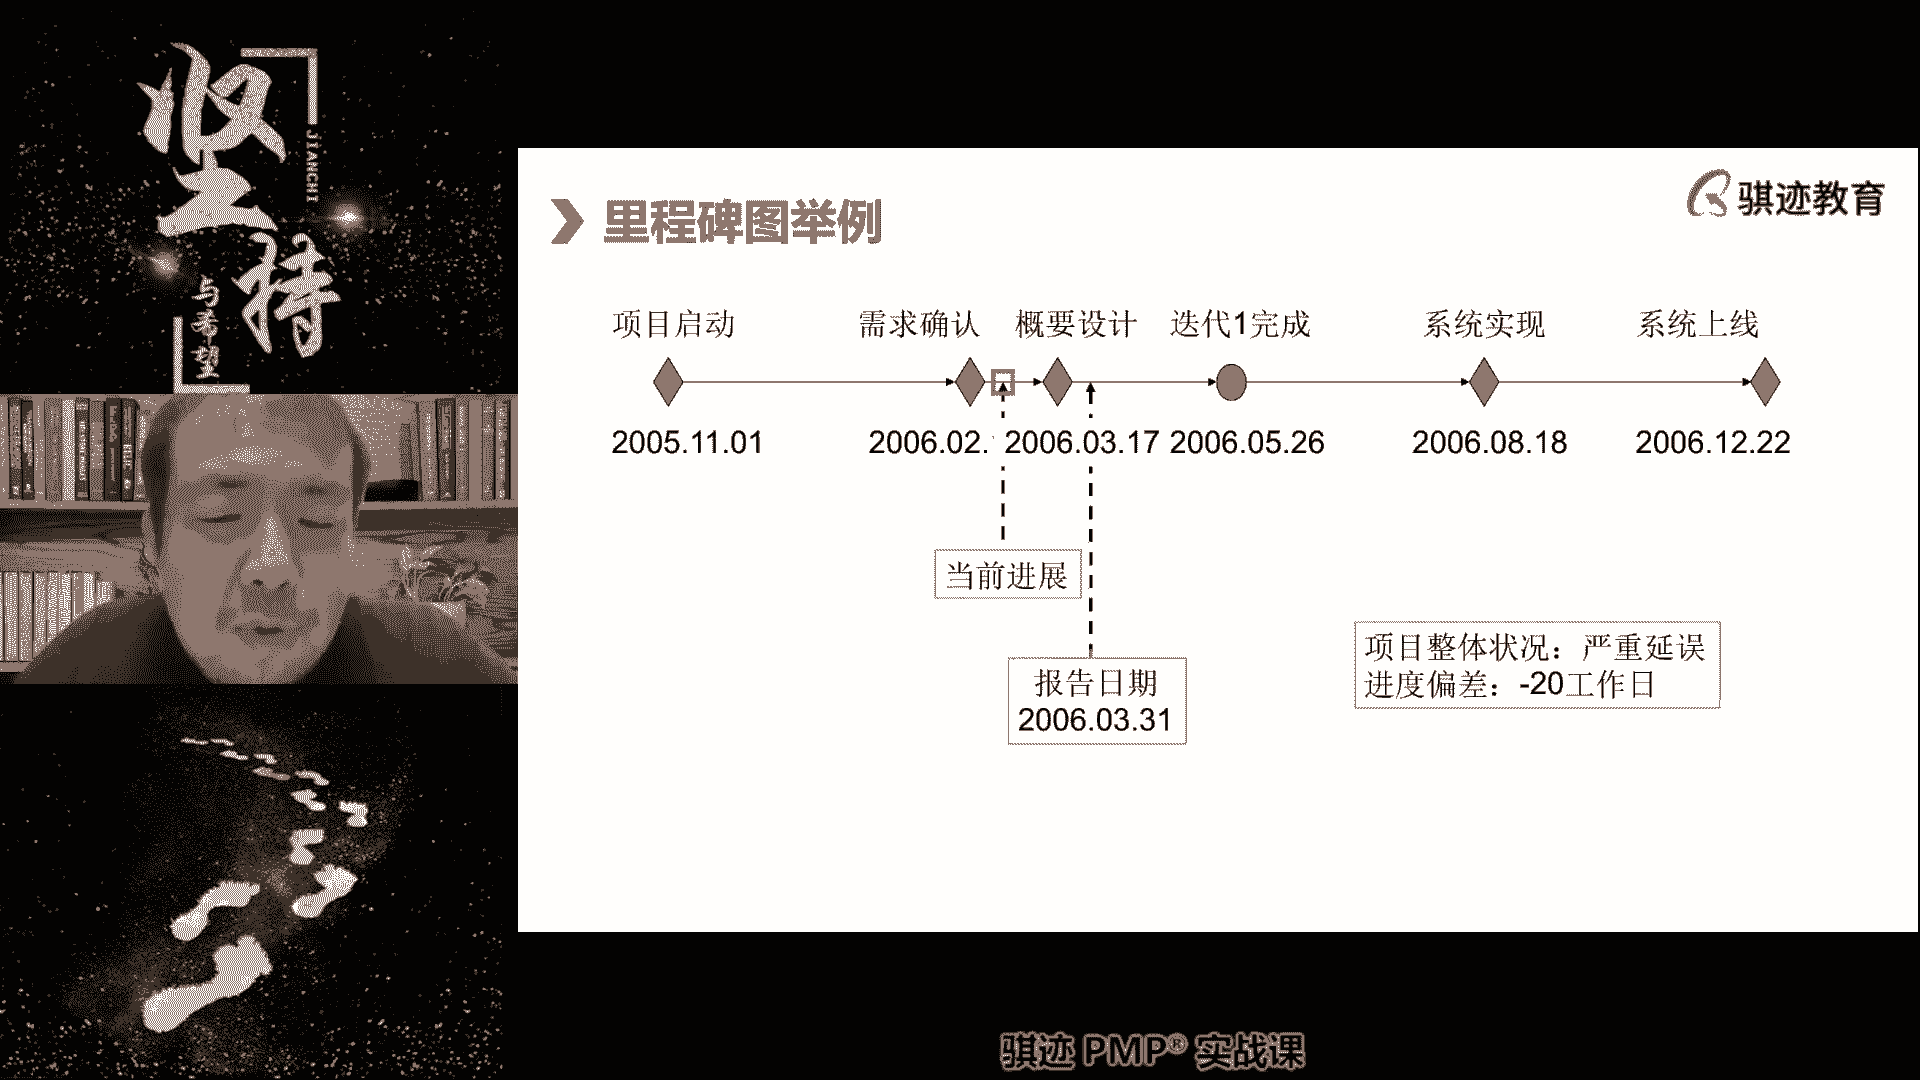 坚持
JIANCHI
与希望
骐迹教育
里程碑图举例
项目启动 需求确认 概要设计 迭代1完成 系统实现 系统上线
2005.11.01 2006.02. 2006.03.17 2006.05.26 2006.08.18 2006.12.22
当前进展
报告日期
2006.03.31
项目整体状况：严重延误
进度偏差：-20工作日
骐迹 PMP® 实战课